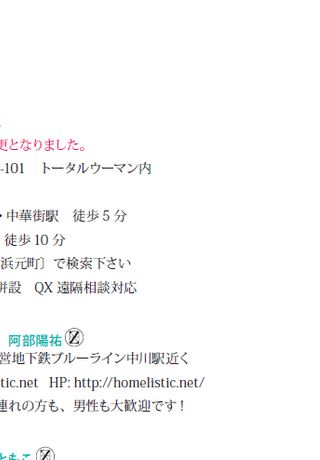 更となりました。
-101　トータルウーマン内
・中華街駅　徒歩 5 分
徒歩 10 分
浜元町〕で検索下さい
併設　QX 遠隔相談対応
阿部陽祐Ⓩ
営地下鉄ブルーライン中川駅近く
tic.net　HP: http://homelistic.net/
連れの方も、男性も大歓迎です！
ともこⓏ